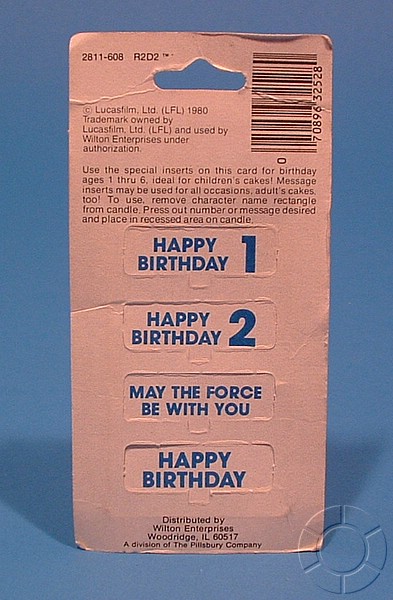 2811-608 R2D2 ™
© Lucasfilm, Ltd. (LFL) 1980
Trademark owned by
Lucasfilm, Ltd. (LFL) and used by
Wilton Enterprises under
authorization.
0
70896 32528
Use the special inserts on this card for birthday
ages 1 thru 6, ideal for children's cakes! Message
inserts may be used for all occasions, adult's cakes,
too! To use, remove character name rectangle
from candle. Press out number or message desired
and place in recessed area on candle.
HAPPY
BIRTHDAY 1
HAPPY
BIRTHDAY 2
MAY THE FORCE
BE WITH YOU
HAPPY
BIRTHDAY
Distributed by
Wilton Enterprises
Woodridge, IL 60517
A division of The Pillsbury Company